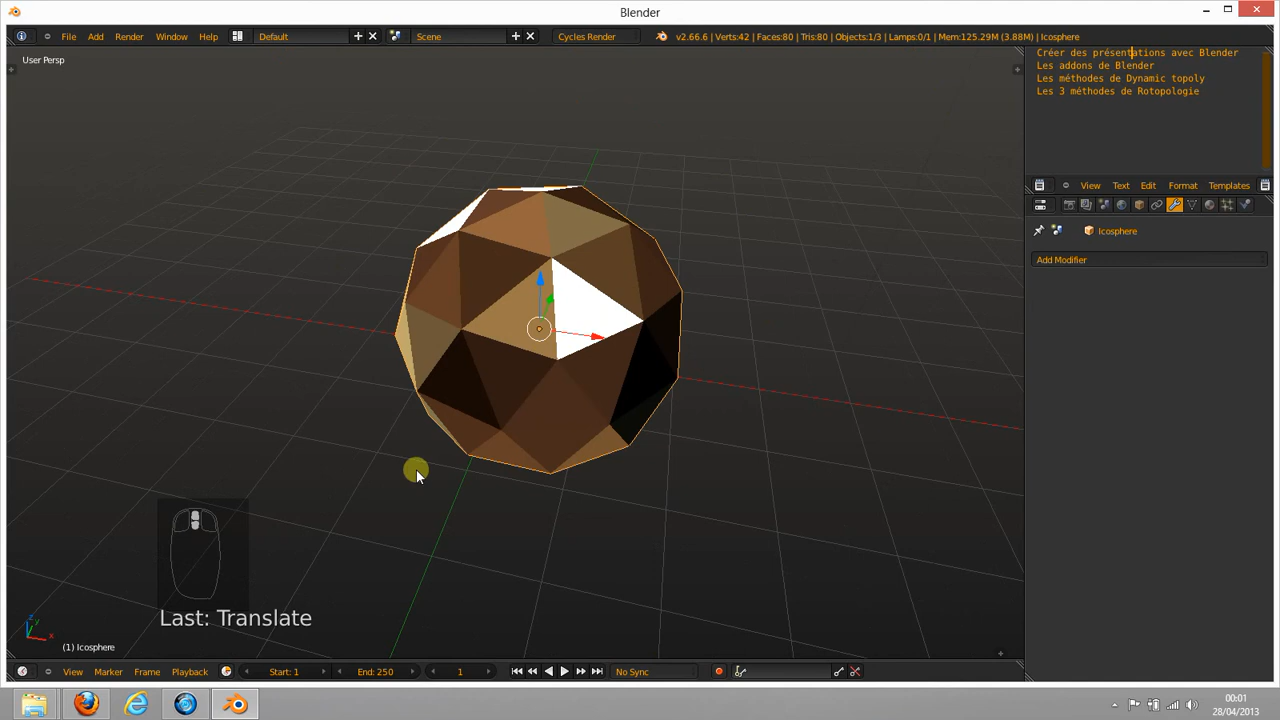 Blender
File Add Render Window Help Default Scene Cycles Render v2.66.6 | Verts:42 | Faces:80 | Tris:80 | Objects:1/3 | Lamps:0/1 | Mem:125.29M (3.88M) | Icosphere
User Persp
Créer des présentations avec Blender
Les addons de Blender
Les méthodes de Dynamic topoly
Les 3 méthodes de Rotopologie
View Text Edit Format Templates
Icosphere
Add Modifier
Last: Translate
z
y
x
(1) Icosphere
View Marker Frame Playback Start: 1 End: 250 1 No Sync
00:01
28/04/2013